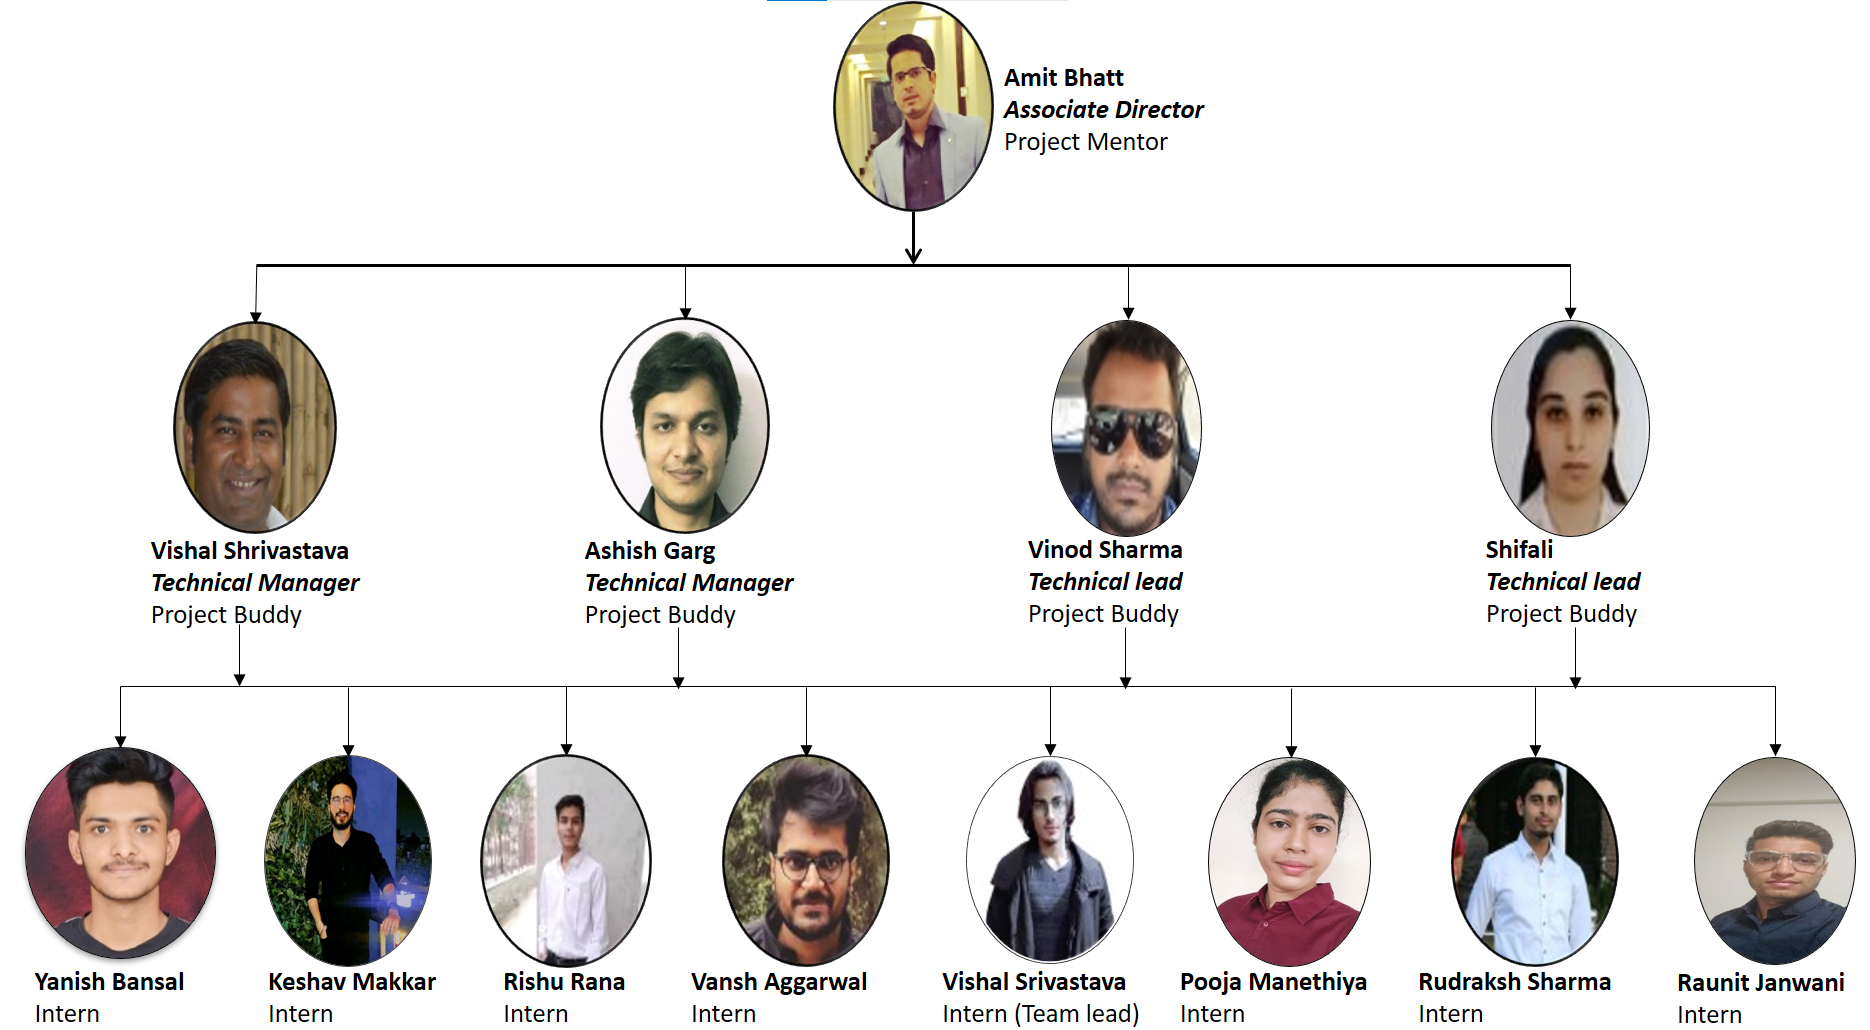 Amit Bhatt
Associate Director
Project Mentor
Vishal Shrivastava
Technical Manager
Project Buddy
Ashish Garg
Technical Manager
Project Buddy
Vinod Sharma
Technical lead
Project Buddy
Shifali
Technical lead
Project Buddy
Yanish Bansal
Intern
Keshav Makkar
Intern
Rishu Rana
Intern
Vansh Aggarwal
Intern
Vishal Srivastava
Intern (Team lead)
Pooja Manethiya
Intern
Rudraksh Sharma
Intern
Raunit Janwani
Intern